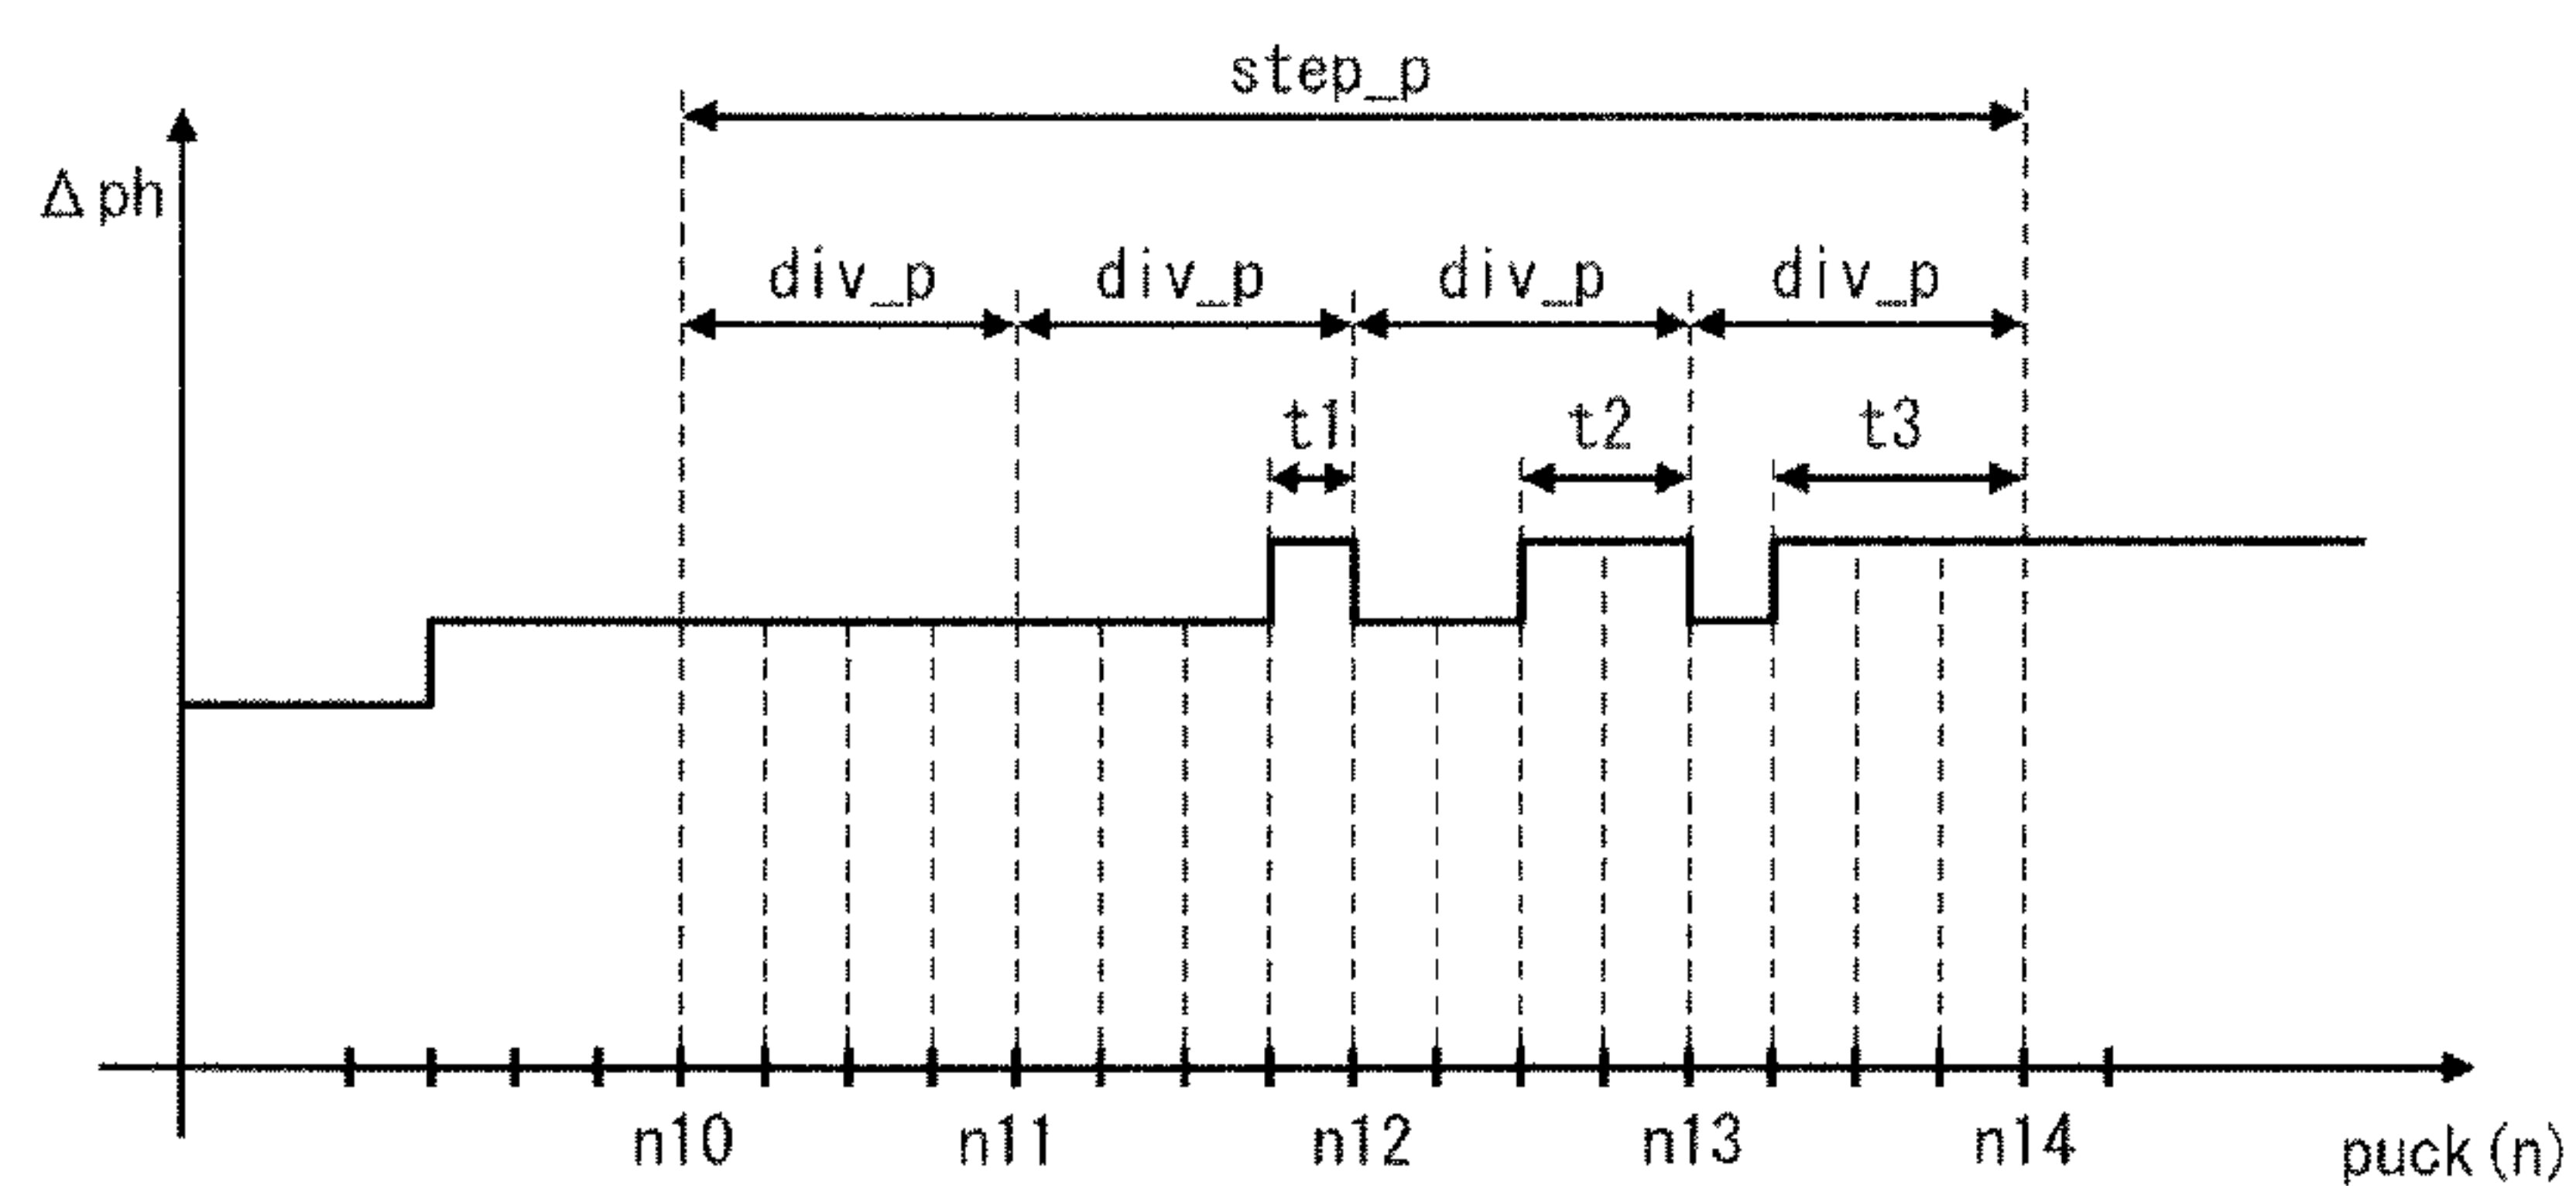 step_p
Δph
div_p div_p div_p div_p
t1 t2 t3
n10 n11 n12 n13 n14 puck(n)